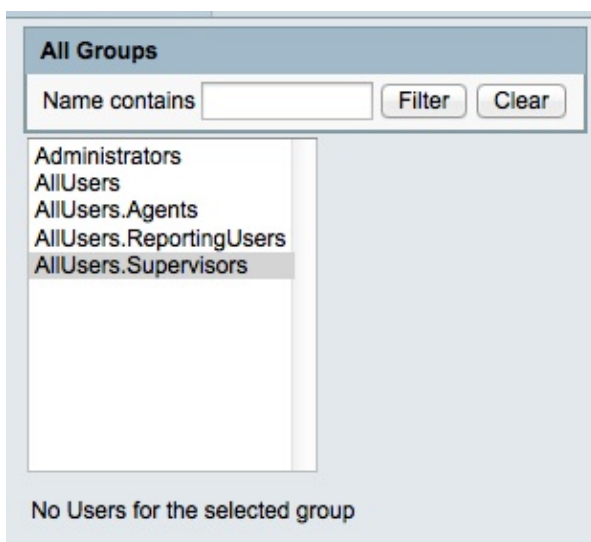 All Groups
Name contains Filter Clear
Administrators
AllUsers
AllUsers.Agents
AllUsers.ReportingUsers
AllUsers.Supervisors
No Users for the selected group